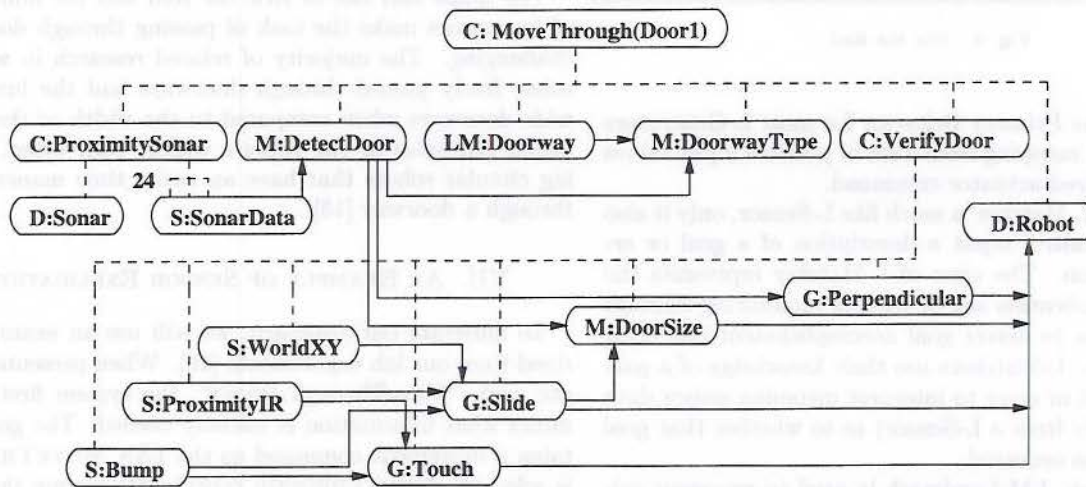 C: MoveThrough(Door1)
C:ProximitySonar
M:DetectDoor
LM:Doorway
M:DoorwayType
C:VerifyDoor
24
D:Sonar
S:SonarData
D:Robot
G:Perpendicular
M:DoorSize
S:WorldXY
S:ProximityIR
G:Slide
S:Bump
G:Touch